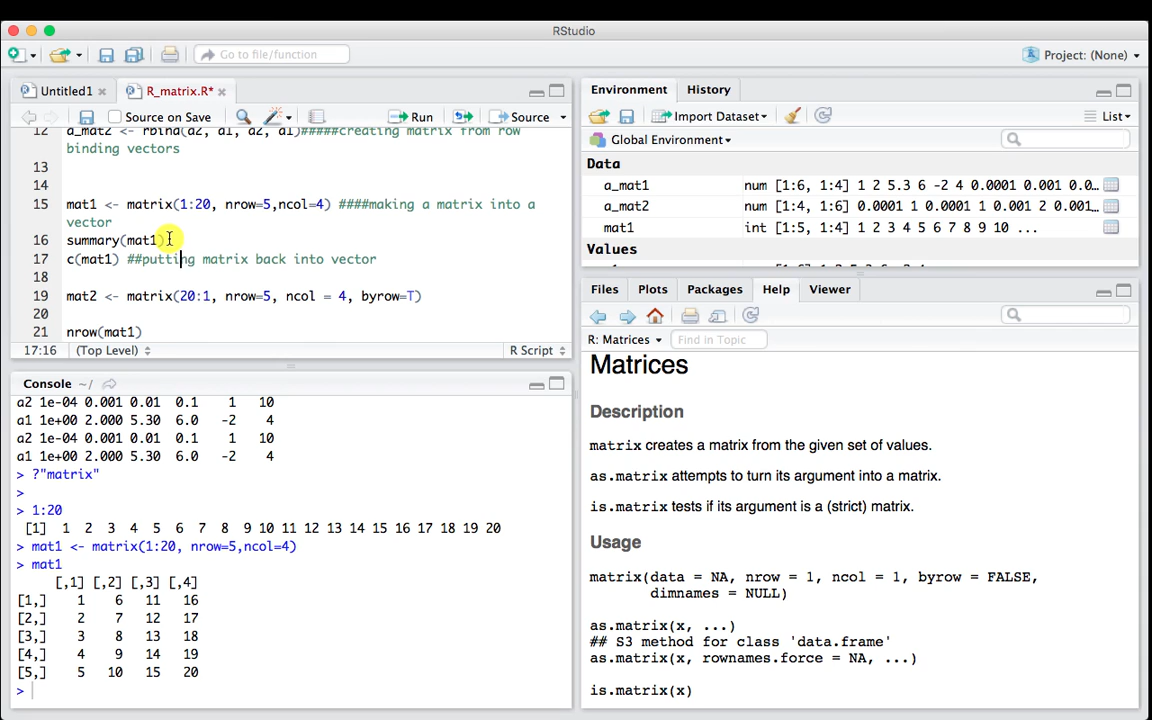 RStudio
Go to file/function
Project: (None)
Untitled1
R_matrix.R*
Source on Save
Run
Source
12 a_mat2 <- rbind(a2, a1, a2, a1)#####creating matrix from row
binding vectors
13
14
15 mat1 <- matrix(1:20, nrow=5,ncol=4) ####making a matrix into a
vector
16 summary(mat1)
17 c(mat1) ##putting matrix back into vector
18
19 mat2 <- matrix(20:1, nrow=5, ncol = 4, byrow=T)
20
21 nrow(mat1)
17:16 (Top Level) R Script
Console ~/
a2 1e-04 0.001 0.01 0.1 1 10
a1 1e+00 2.000 5.30 6.0 -2 4
a2 1e-04 0.001 0.01 0.1 1 10
a1 1e+00 2.000 5.30 6.0 -2 4
> ?"matrix"
>
> 1:20
[1] 1 2 3 4 5 6 7 8 9 10 11 12 13 14 15 16 17 18 19 20
> mat1 <- matrix(1:20, nrow=5,ncol=4)
> mat1
[,1] [,2] [,3] [,4]
[1,] 1 6 11 16
[2,] 2 7 12 17
[3,] 3 8 13 18
[4,] 4 9 14 19
[5,] 5 10 15 20
>
Environment History
Import Dataset List
Global Environment
Data
a_mat1 num [1:6, 1:4] 1 2 5.3 6 -2 4 0.0001 0.001 0.0…
a_mat2 num [1:4, 1:6] 0.0001 1 0.0001 1 0.001 2 0.001…
mat1 int [1:5, 1:4] 1 2 3 4 5 6 7 8 9 10 ...
Values
Files Plots Packages Help Viewer
R: Matrices Find in Topic
Matrices
Description
matrix creates a matrix from the given set of values.
as.matrix attempts to turn its argument into a matrix.
is.matrix tests if its argument is a (strict) matrix.
Usage
matrix(data = NA, nrow = 1, ncol = 1, byrow = FALSE,
dimnames = NULL)
as.matrix(x, ...)
## S3 method for class 'data.frame'
as.matrix(x, rownames.force = NA, ...)
is.matrix(x)